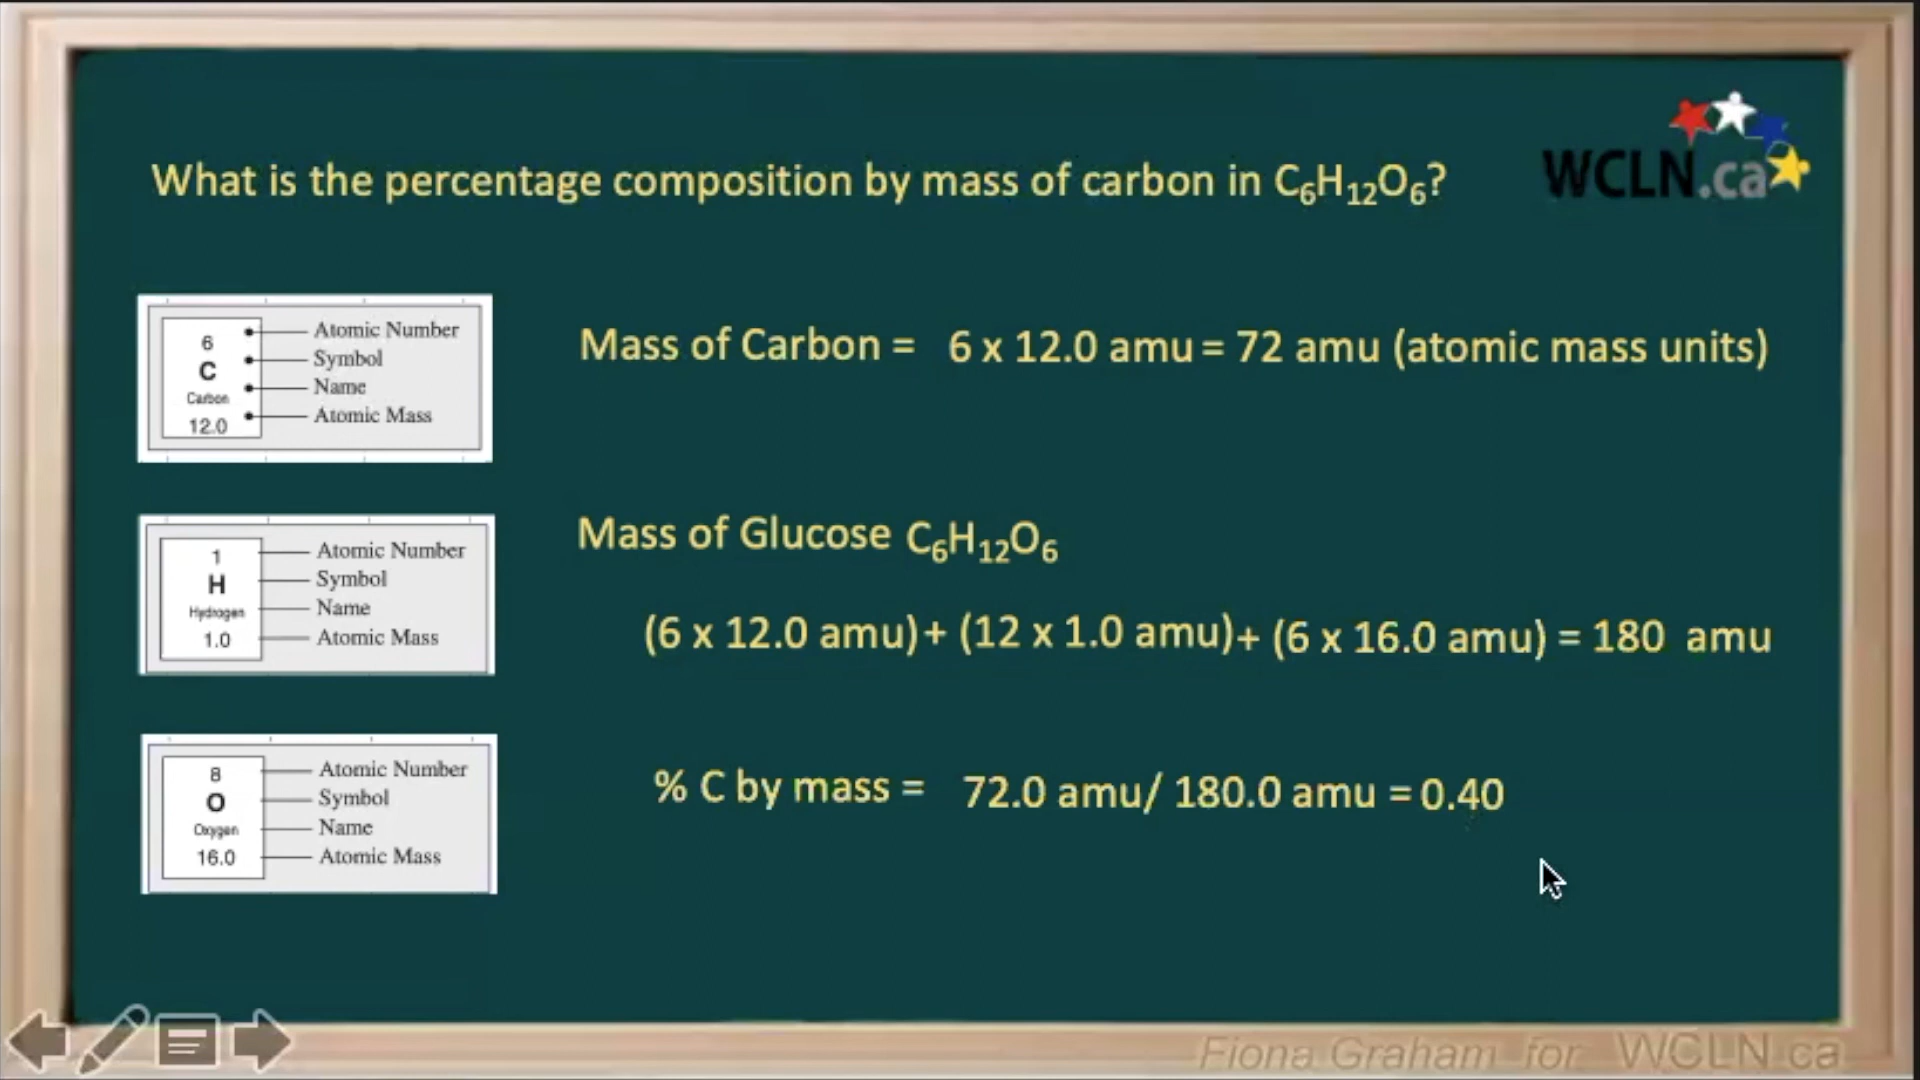 What is the percentage composition by mass of carbon in C₆H₁₂O₆?
WCLN.ca
6
C
Carbon
12.0
Atomic Number
Symbol
Name
Atomic Mass
Mass of Carbon = 6 x 12.0 amu = 72 amu (atomic mass units)
1
H
Hydrogen
1.0
Atomic Number
Symbol
Name
Atomic Mass
Mass of Glucose C₆H₁₂O₆
(6 x 12.0 amu) + (12 x 1.0 amu) + (6 x 16.0 amu) = 180 amu
8
O
Oxygen
16.0
Atomic Number
Symbol
Name
Atomic Mass
% C by mass = 72.0 amu/ 180.0 amu = 0.40
Fiona Graham for WCLN.ca